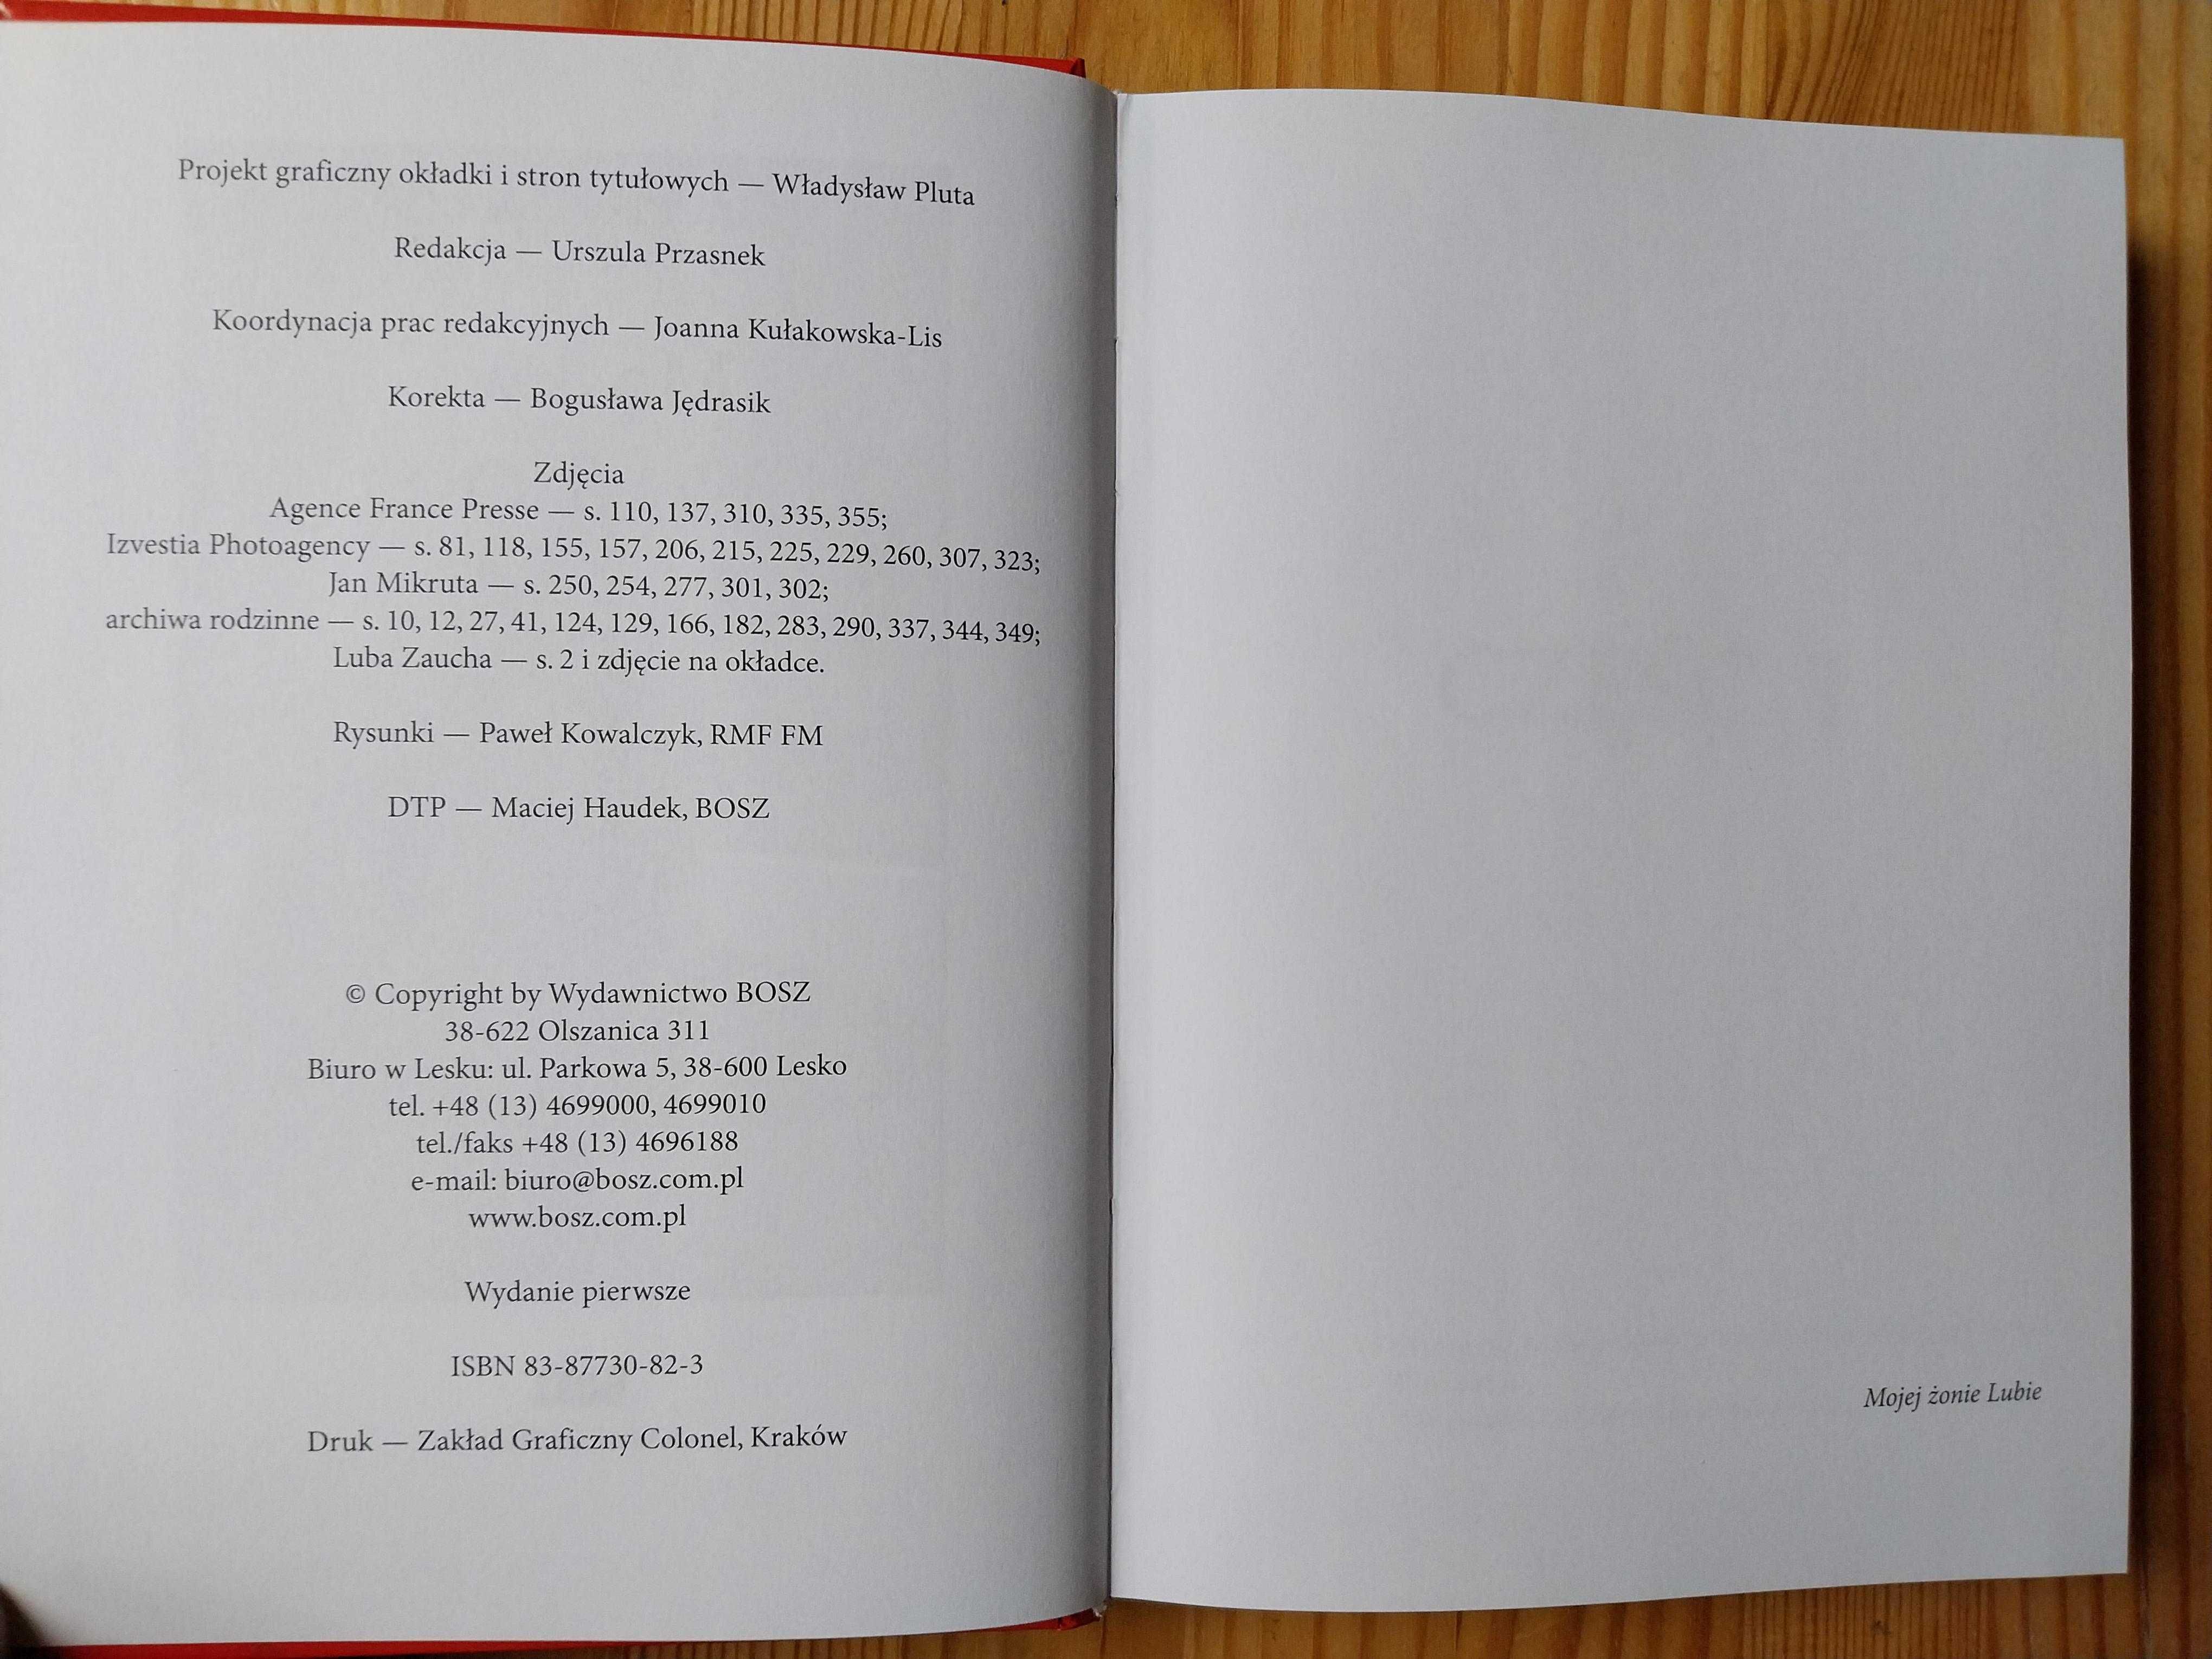 Projekt graficzny okładki i stron tytułowych — Władysław Pluta
Redakcja — Urszula Przasnek
Koordynacja prac redakcyjnych — Joanna Kułakowska-Lis
Korekta — Bogusława Jędrasik
Zdjęcia
Agence France Presse — s. 110, 137, 310, 335, 355;
Izvestia Photoagency — s. 81, 118, 155, 157, 206, 215, 225, 229, 260, 307, 323;
Jan Mikruta — s. 250, 254, 277, 301, 302;
archiwa rodzinne — s. 10, 12, 27, 41, 124, 129, 166, 182, 283, 290, 337, 344, 349;
Luba Zaucha — s. 2 i zdjęcie na okładce.
Rysunki — Paweł Kowalczyk, RMF FM
DTP — Maciej Haudek, BOSZ
© Copyright by Wydawnictwo BOSZ
38-622 Olszanica 311
Biuro w Lesku: ul. Parkowa 5, 38-600 Lesko
tel. +48 (13) 4699000, 4699010
tel./faks +48 (13) 4696188
e-mail: biuro@bosz.com.pl
www.bosz.com.pl
Wydanie pierwsze
ISBN 83-87730-82-3
Druk — Zakład Graficzny Colonel, Kraków
Mojej żonie Lubie